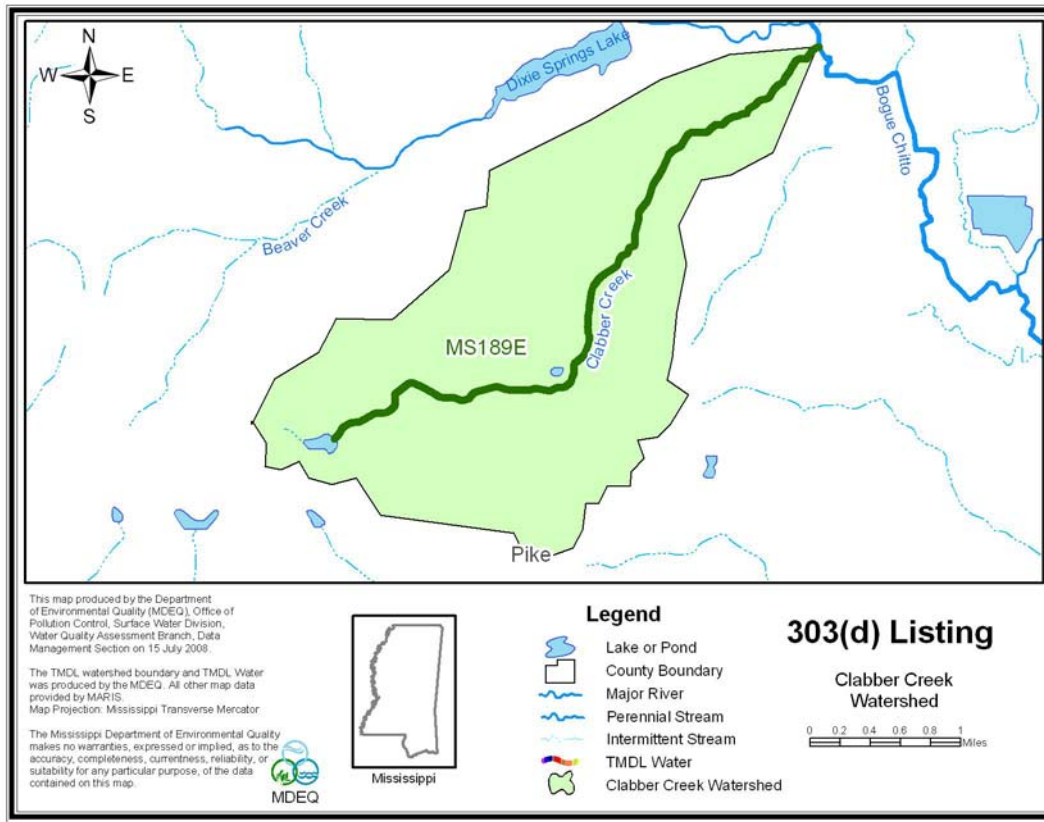 N
W E
S
Dixie Springs Lake
Bogue Chitto
Beaver Creek
Clabber Creek
MS189E
Pike
This map produced by the Department
of Environmental Quality (MDEQ), Office of
Pollution Control, Surface Water Division,
Water Quality Assessment Branch, Data
Management Section on 15 July 2008.
The TMDL watershed boundary and TMDL Water
was produced by the MDEQ. All other map data
provided by MARIS.
Map Projection: Mississippi Transverse Mercator
The Mississippi Department of Environmental Quality
makes no warranties, expressed or implied, as to the
accuracy, completeness, currentness, reliability, or
suitability for any particular purpose, of the data
contained on this map.
MDEQ
Mississippi
Legend
Lake or Pond
County Boundary
Major River
Perennial Stream
Intermittent Stream
TMDL Water
Clabber Creek Watershed
303(d) Listing
Clabber Creek
Watershed
0 0.2 0.4 0.6 0.8 1
Miles